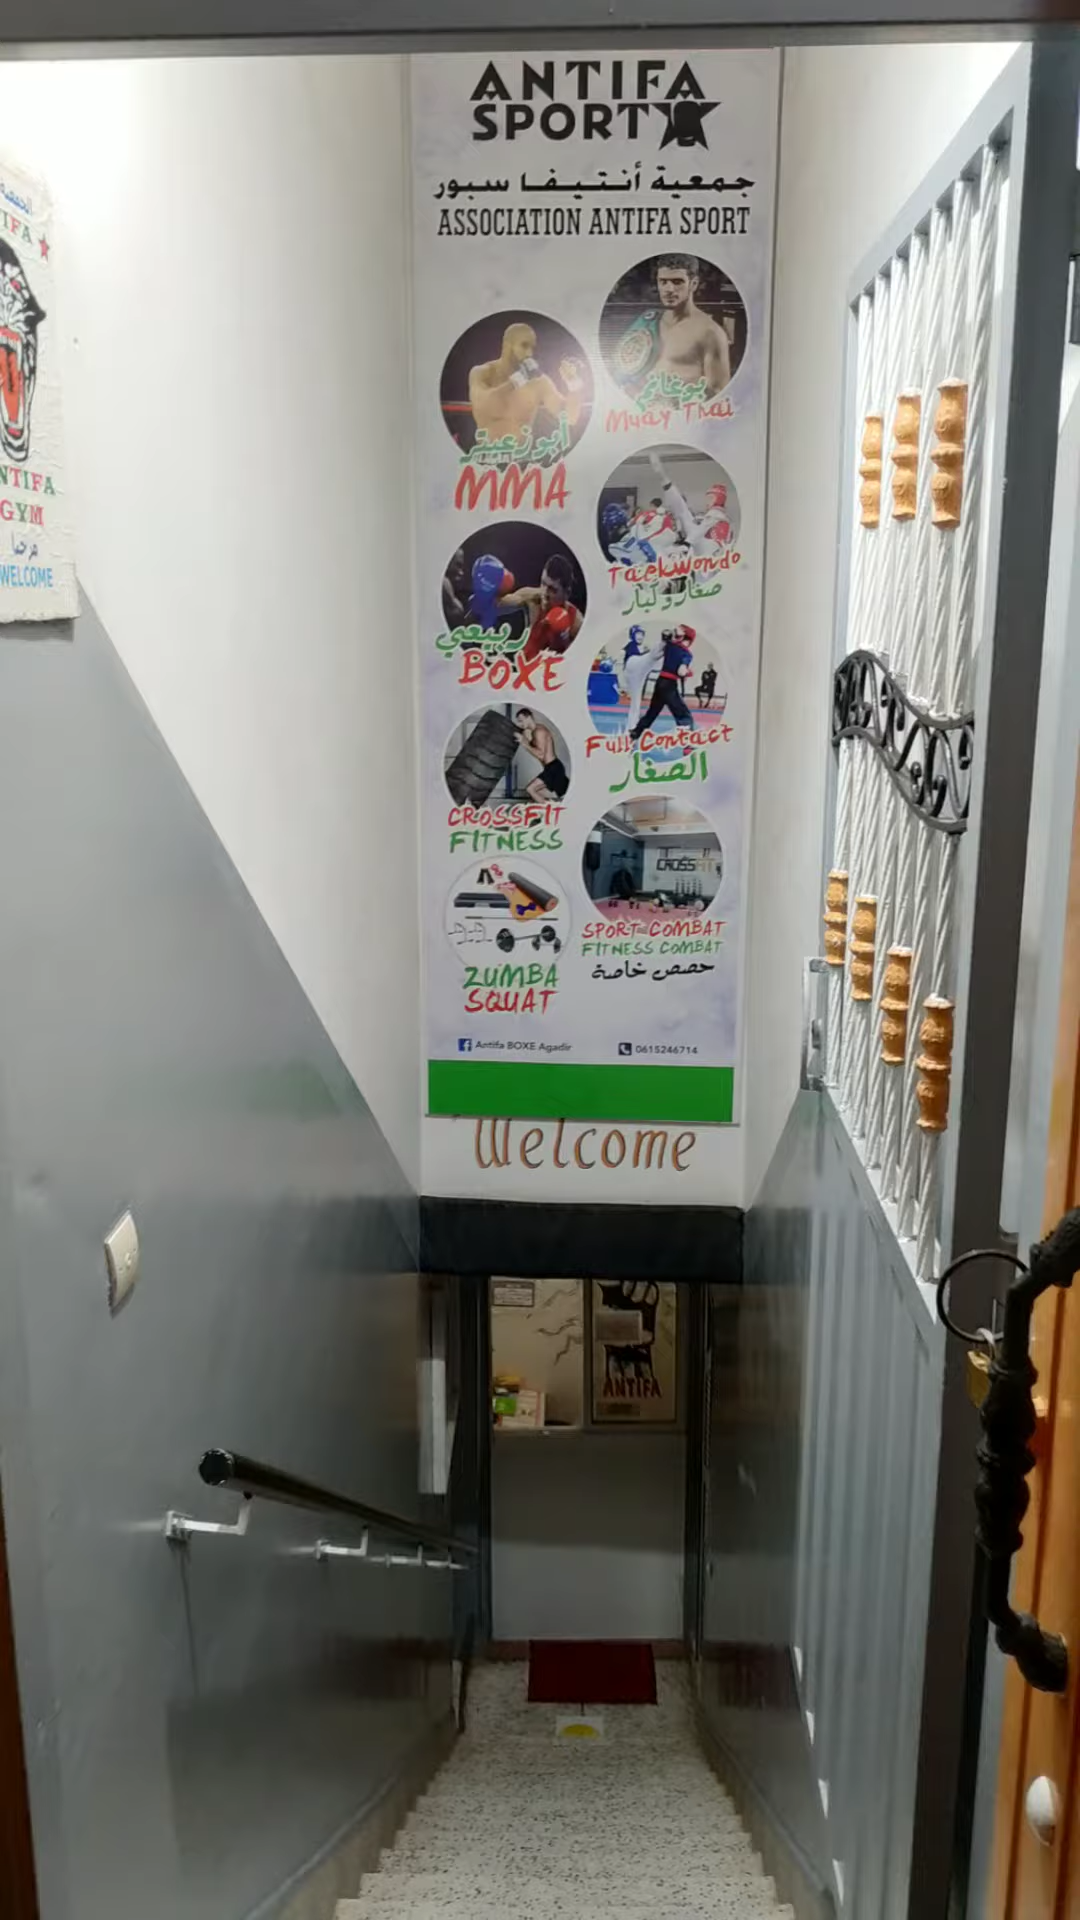 ANTIFA
SPORT
جمعية أنتيفا سبور
ASSOCIATION ANTIFA SPORT
بوغانم
Muay Thai
أبو زعيتر
MMA
Taekwondo
صغار وكبار
ربيعي
BOXE
Full Contact
الصغار
CROSSFIT
FITNESS
CROSSFIT
SPORT COMBAT
FITNESS COMBAT
حصص خاصة
ZUMBA
SQUAT
Antifa BOXE Agadir
0615246714
Welcome
ANTIFA
GYM
مرحبا
WELCOME
ANTIFA